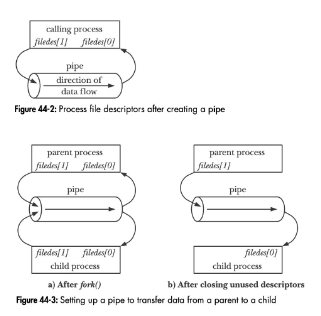 calling process
filedes[1] filedes[0]
pipe
direction of
data flow
Figure 44-2: Process file descriptors after creating a pipe
parent process
filedes[1] filedes[0]
pipe
filedes[1] filedes[0]
child process
a) After fork()
parent process
filedes[1]
pipe
filedes[0]
child process
b) After closing unused descriptors
Figure 44-3: Setting up a pipe to transfer data from a parent to a child